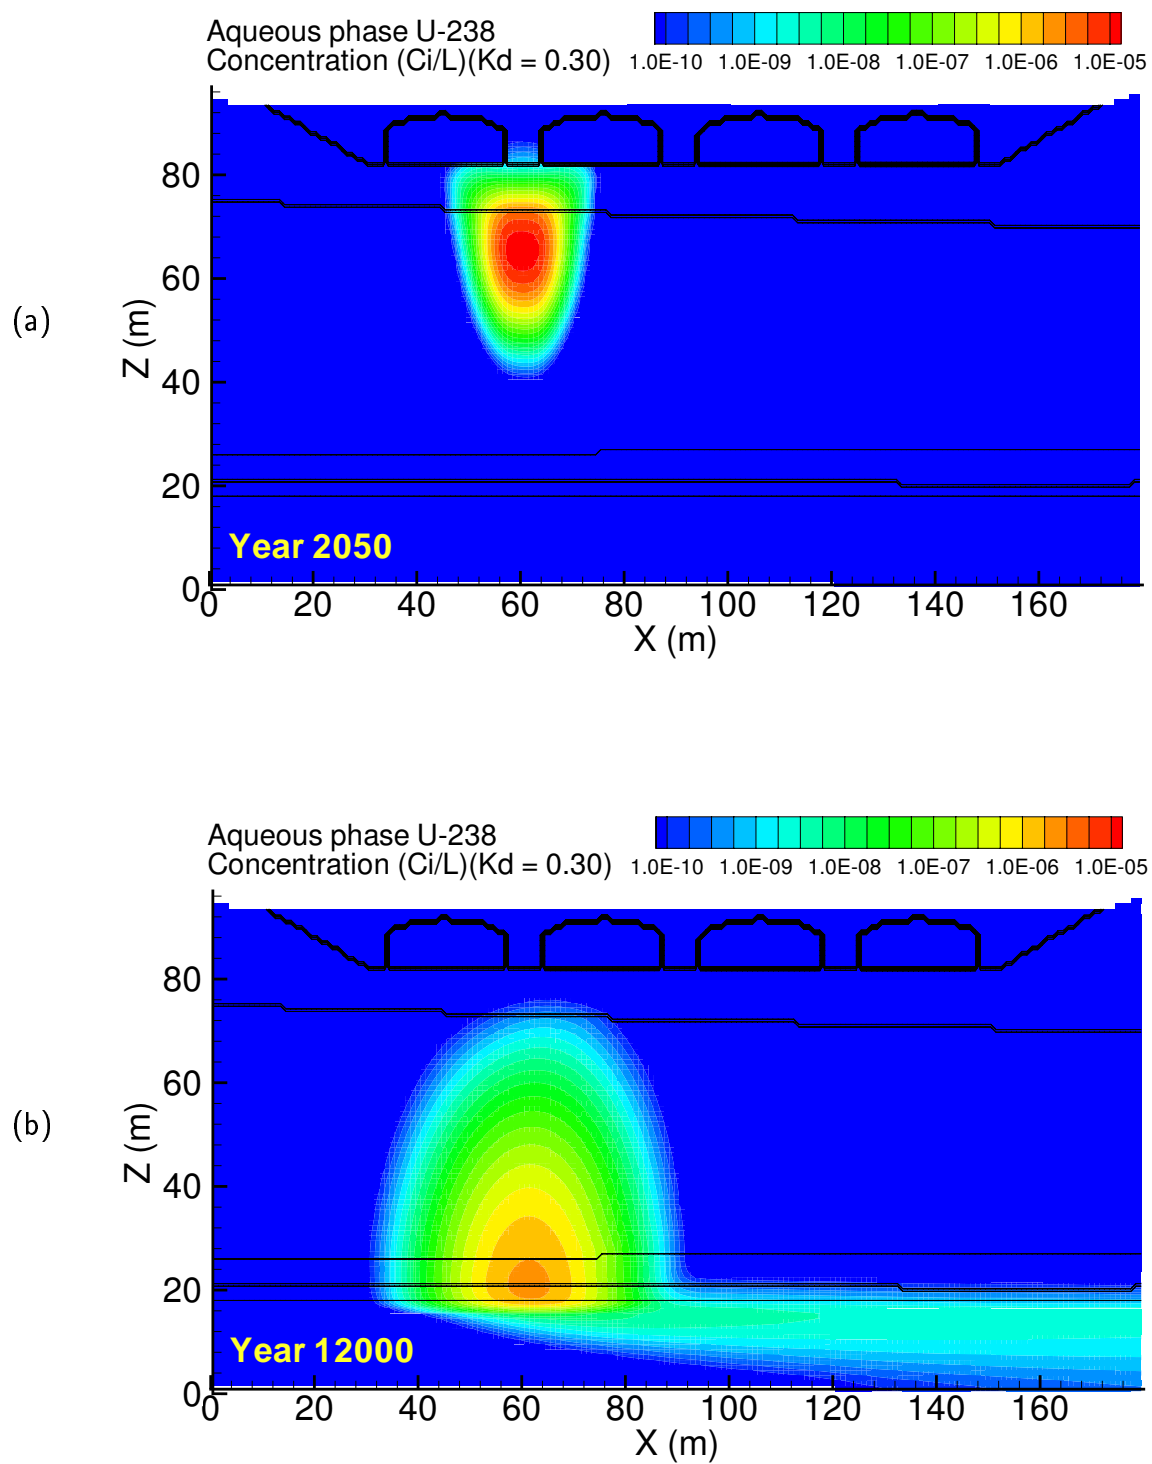 Aqueous phase U-238
Concentration (Ci/L)(Kd = 0.30)
1.0E-10 1.0E-09 1.0E-08 1.0E-07 1.0E-06 1.0E-05
(a)
Z (m)
80
60
40
20
0
Year 2050
0 20 40 60 80 100 120 140 160
X (m)
Aqueous phase U-238
Concentration (Ci/L)(Kd = 0.30)
1.0E-10 1.0E-09 1.0E-08 1.0E-07 1.0E-06 1.0E-05
(b)
Z (m)
80
60
40
20
0
Year 12000
0 20 40 60 80 100 120 140 160
X (m)